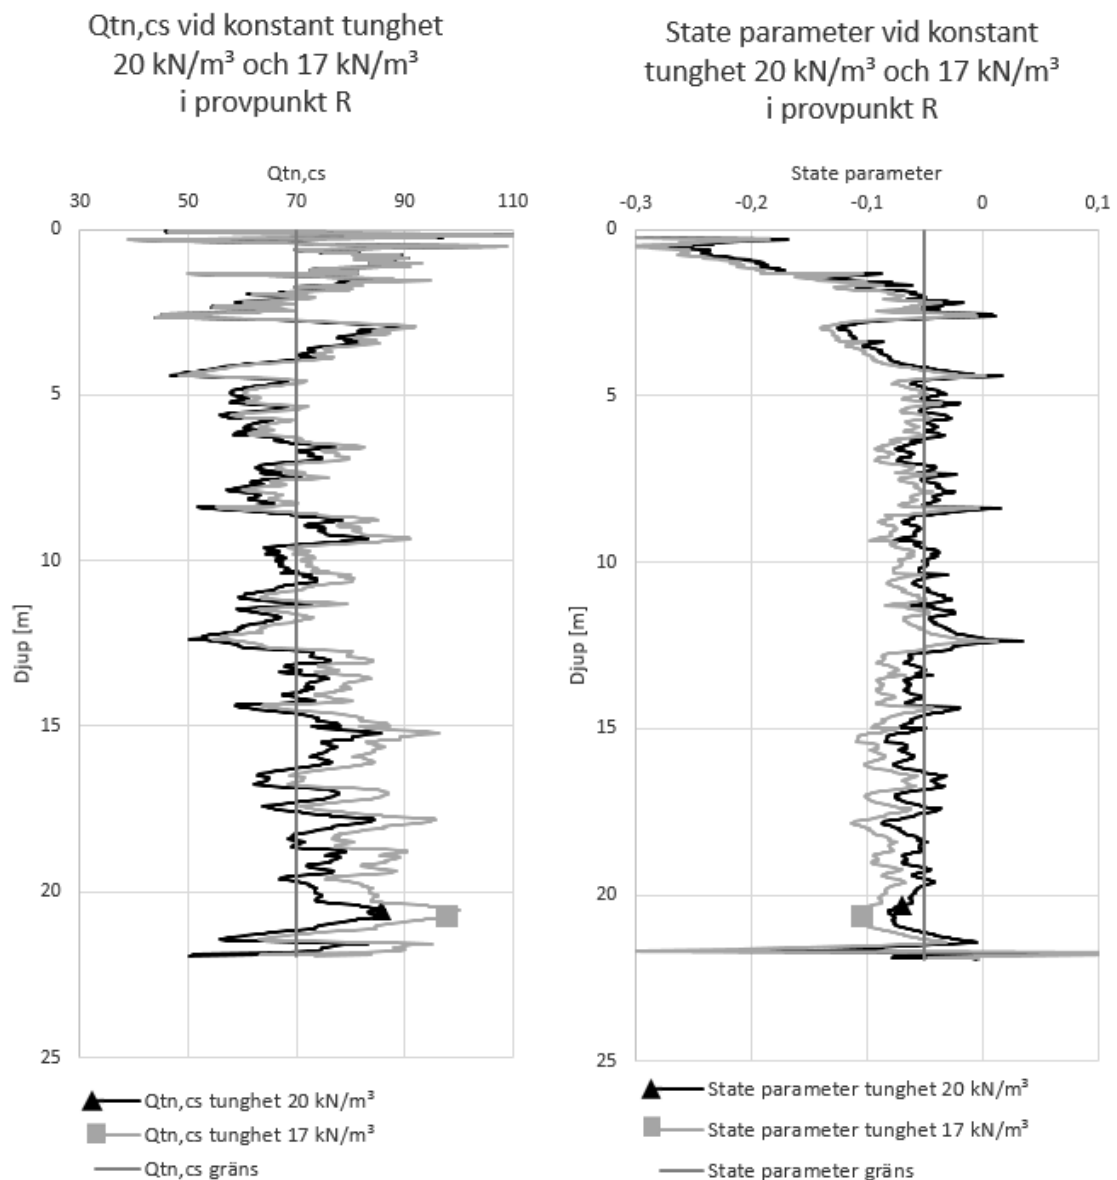 Qtn,cs vid konstant tunghet
20 kN/m³ och 17 kN/m³
i provpunkt R
Qtn,cs
30 50 70 90 110
0
5
10
15
20
25
Djup [m]
Qtn,cs tunghet 20 kN/m³
Qtn,cs tunghet 17 kN/m³
Qtn,cs gräns
State parameter vid konstant
tunghet 20 kN/m³ och 17 kN/m³
i provpunkt R
State parameter
-0,3 -0,2 -0,1 0 0,1
0
5
10
15
20
25
Djup [m]
State parameter tunghet 20 kN/m³
State parameter tunghet 17 kN/m³
State parameter gräns